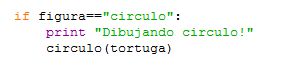 if figura=="circulo":
    print "Dibujando circulo!"
    circulo(tortuga)